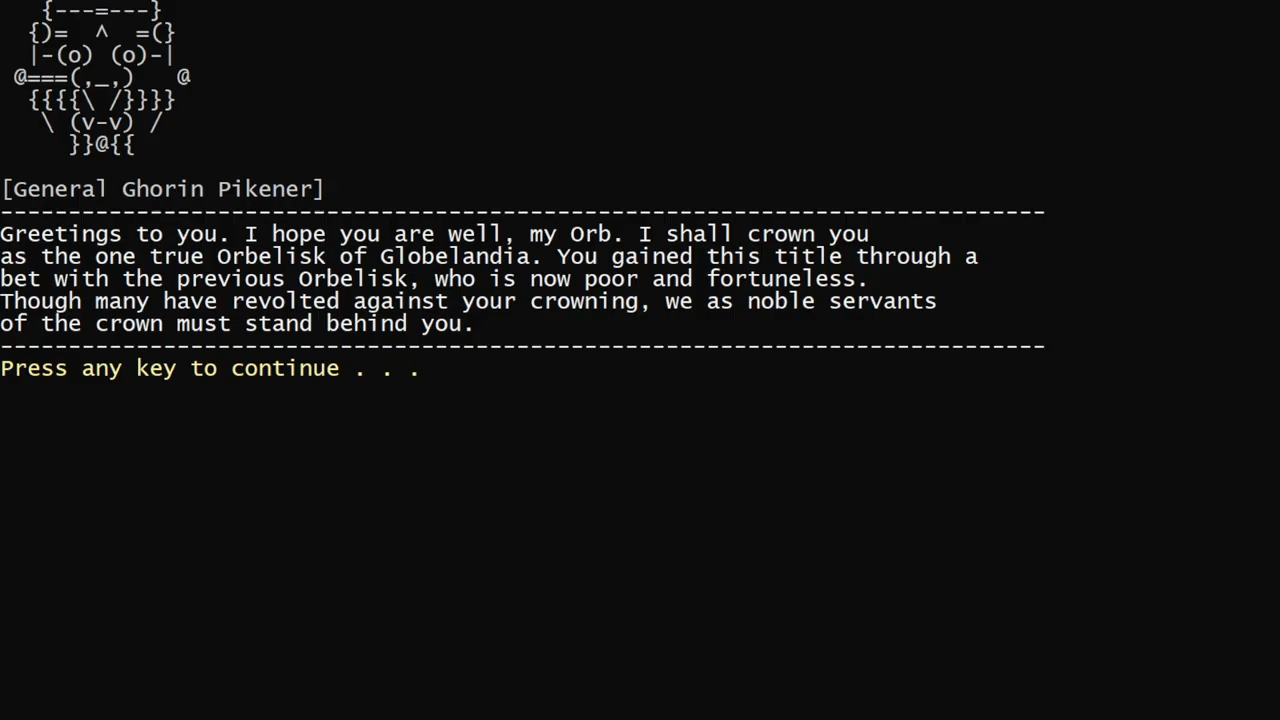 {---=---}
{)=  ^  =(}
|-(o) (o)-|
@===(,_,)   @
{{{{\ /}}}}
\ (v-v) /
}}@{{
[General Ghorin Pikener]
-----------------------------------------------------------------------------
Greetings to you. I hope you are well, my Orb. I shall crown you
as the one true Orbelisk of Globelandia. You gained this title through a
bet with the previous Orbelisk, who is now poor and fortuneless.
Though many have revolted against your crowning, we as noble servants
of the crown must stand behind you.
-----------------------------------------------------------------------------
Press any key to continue . . .